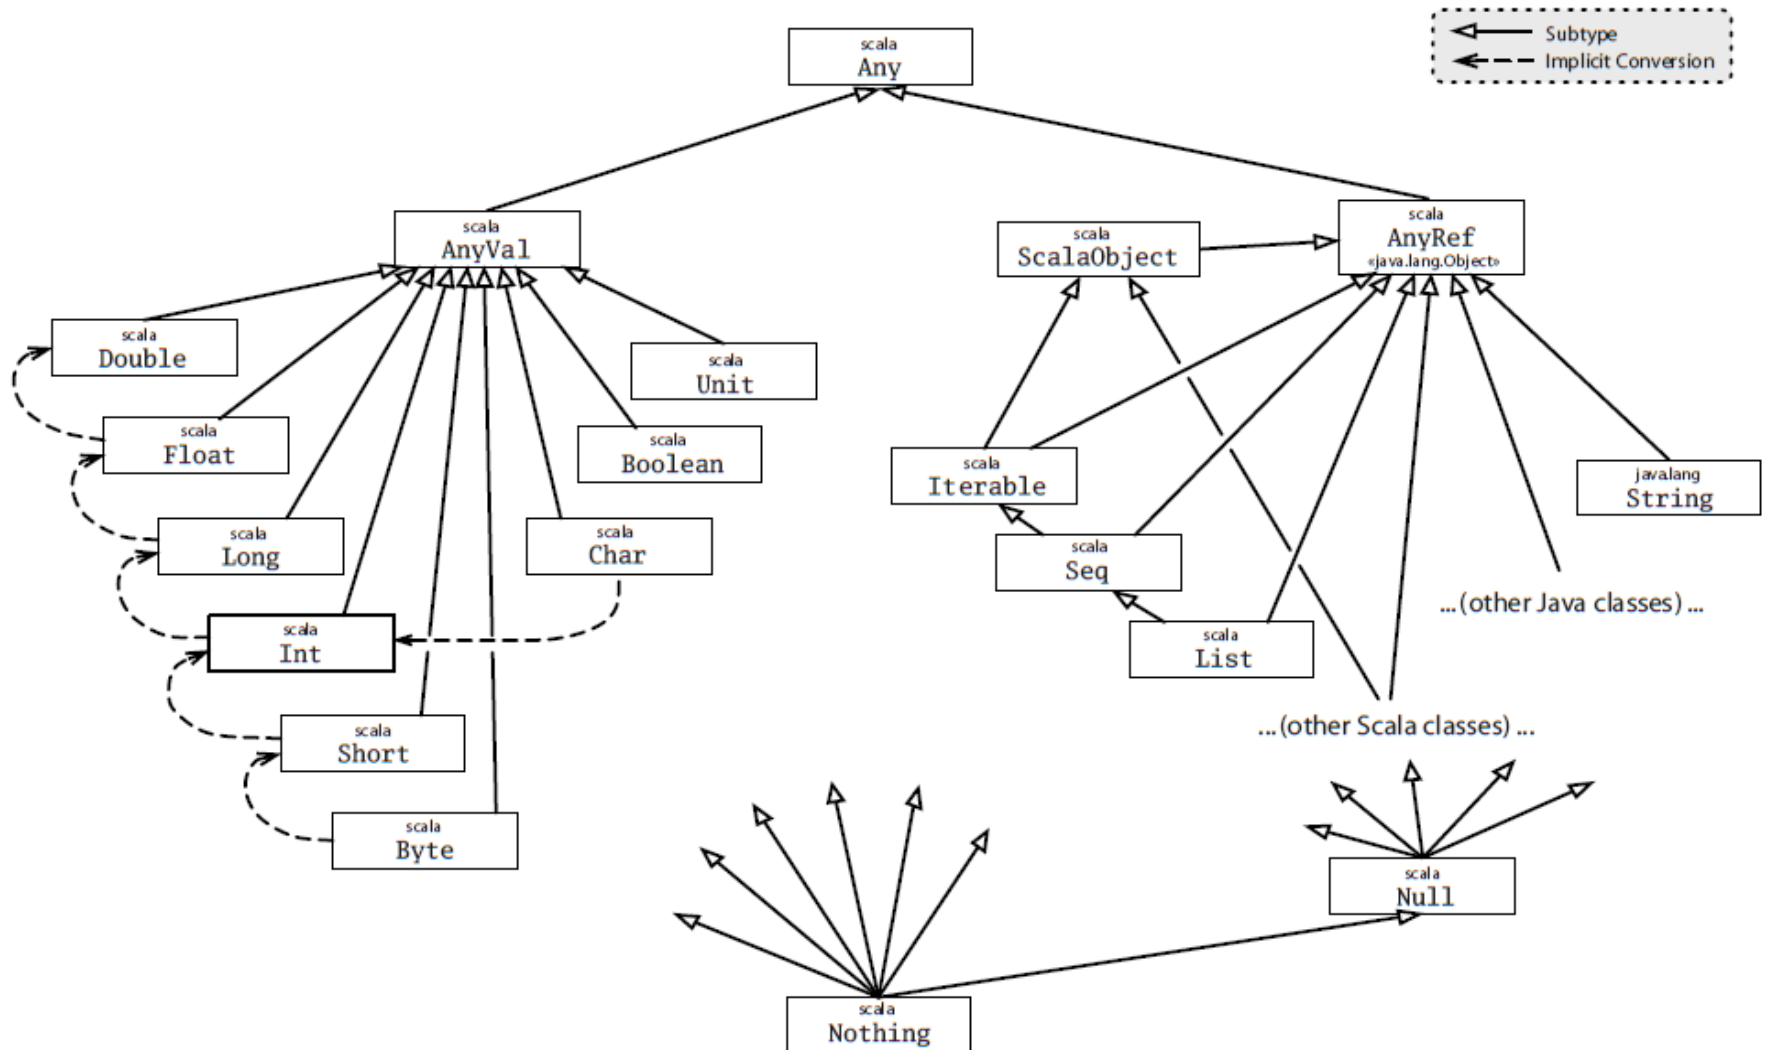 scala
Any
Subtype
Implicit Conversion
scala
AnyVal
scala
ScalaObject
scala
AnyRef
«java.lang.Object»
scala
Double
scala
Unit
scala
Float
scala
Boolean
scala
Iterable
java.lang
String
scala
Long
scala
Char
scala
Seq
...(other Java classes) ...
scala
Int
scala
List
scala
Short
...(other Scala classes) ...
scala
Byte
scala
Null
scala
Nothing